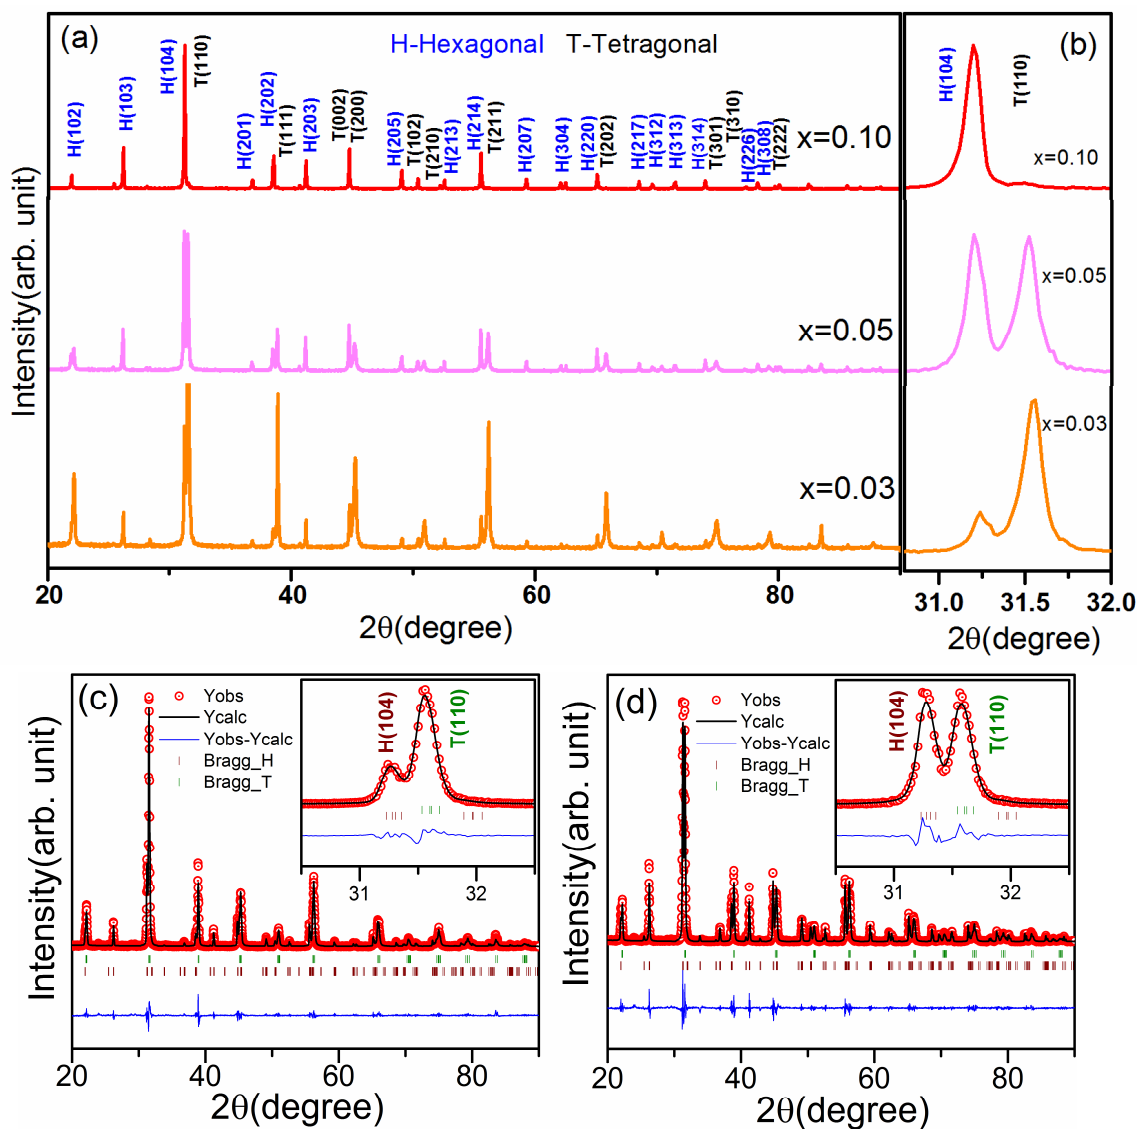 (a)
H-Hexagonal T-Tetragonal
H(102)
H(103)
H(104)
T(110)
H(201)
H(202)
T(111)
H(203)
T(002)
T(200)
H(205)
T(102)
T(210)
H(213)
H(214)
T(211)
H(207)
H(304)
H(220)
T(202)
H(217)
H(312)
H(313)
H(314)
T(301)
T(310)
H(226)
H(308)
T(222)
x=0.10
x=0.05
x=0.03
Intensity(arb. unit)
20 40 60 80
2θ(degree)
(b)
H(104)
T(110)
x=0.10
x=0.05
x=0.03
31.0 31.5 32.0
2θ(degree)
(c)
Yobs
Ycalc
Yobs-Ycalc
Bragg_H
Bragg_T
H(104)
T(110)
31 32
Intensity(arb. unit)
20 40 60 80
2θ(degree)
(d)
Yobs
Ycalc
Yobs-Ycalc
Bragg_H
Bragg_T
H(104)
T(110)
31 32
Intensity(arb. unit)
20 40 60 80
2θ(degree)